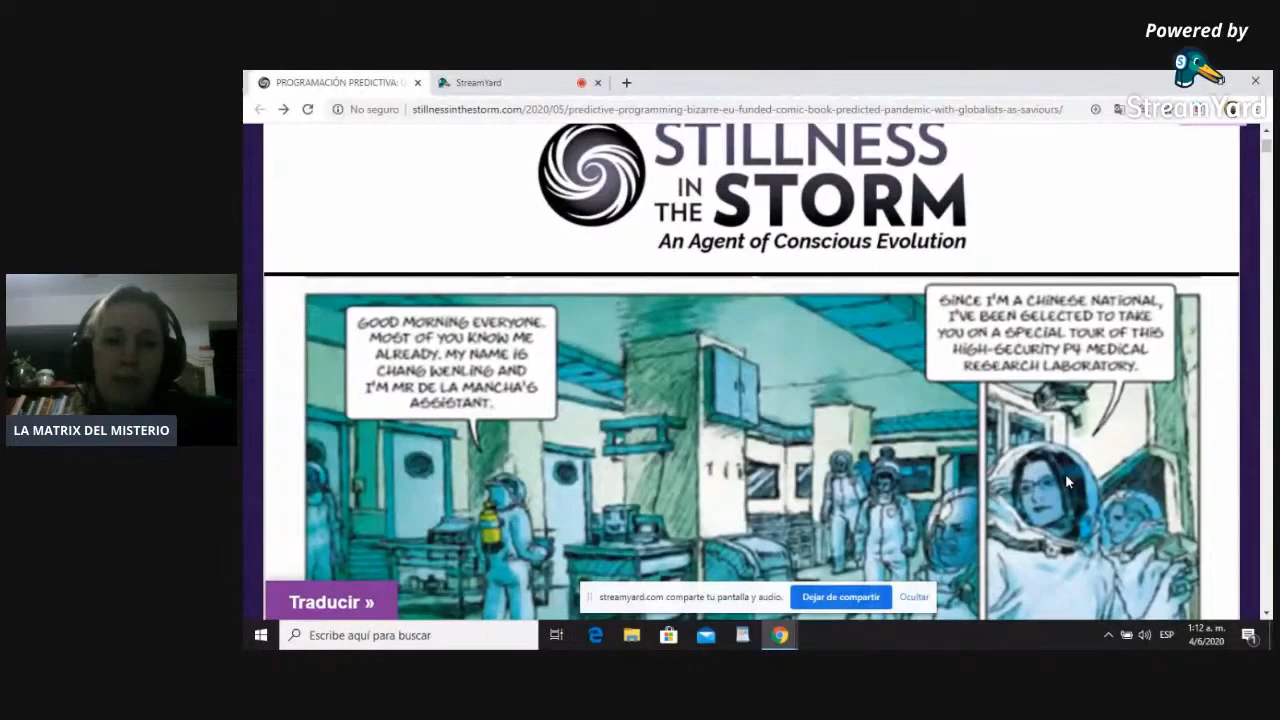 Powered by
StreamYard
PROGRAMACIÓN PREDICTIVA:
StreamYard
No seguro
stillnessinthestorm.com/2020/05/predictive-programming-bizarre-eu-funded-comic-book-predicted-pandemic-with-globalists-as-saviours/
STILLNESS
IN
THE STORM
An Agent of Conscious Evolution
GOOD MORNING EVERYONE.
MOST OF YOU KNOW ME
ALREADY. MY NAME IS
CHANG WENLING AND
I'M MR DE LA MANCHA'S
ASSISTANT.
SINCE I'M A CHINESE NATIONAL,
I'VE BEEN SELECTED TO TAKE
YOU ON A SPECIAL TOUR OF THIS
HIGH-SECURITY P4 MEDICAL
RESEARCH LABORATORY.
LA MATRIX DEL MISTERIO
Traducir »
streamyard.com comparte tu pantalla y audio.
Dejar de compartir
Ocultar
Escribe aquí para buscar
ESP
1:12 a. m.
4/6/2020